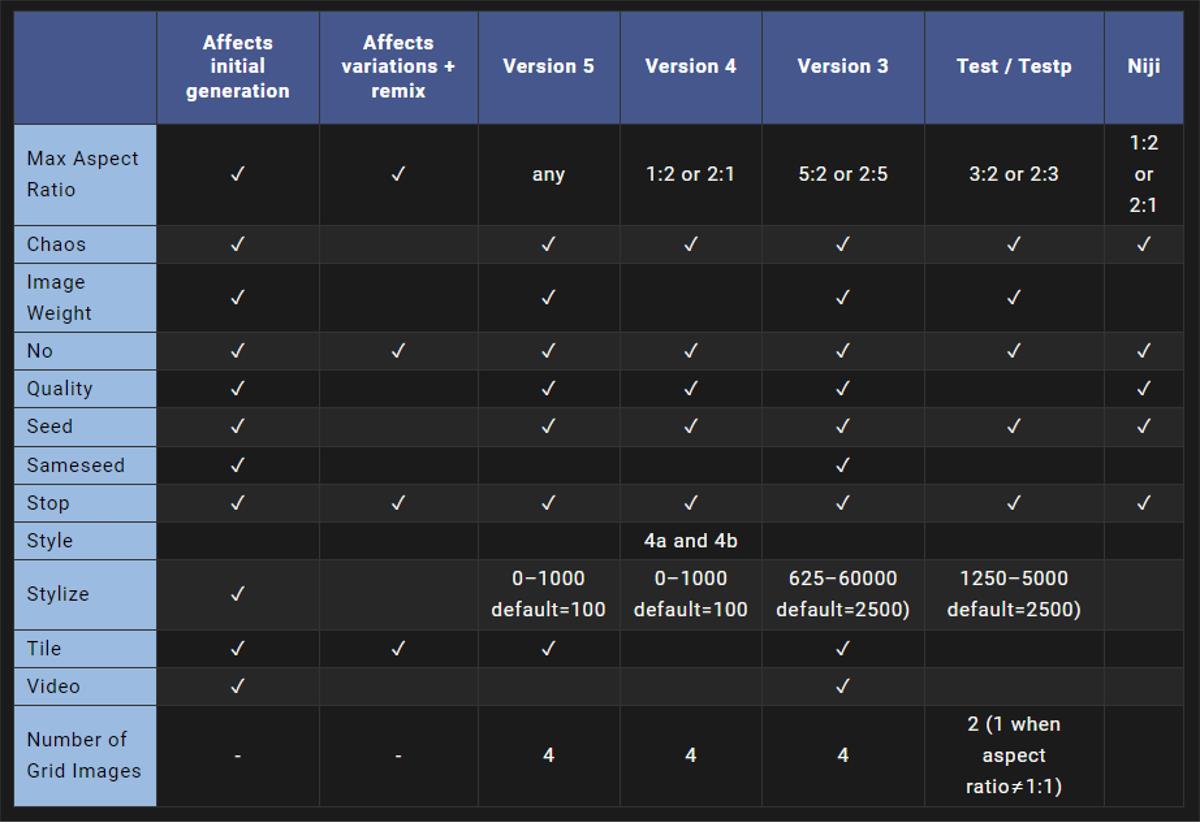 Affects initial generation Affects variations + remix Version 5 Version 4 Version 3 Test / Testp Niji
Max Aspect Ratio ✓ ✓ any 1:2 or 2:1 5:2 or 2:5 3:2 or 2:3 1:2 or 2:1
Chaos ✓ ✓ ✓ ✓ ✓ ✓
Image Weight ✓ ✓ ✓ ✓
No ✓ ✓ ✓ ✓ ✓ ✓ ✓
Quality ✓ ✓ ✓ ✓ ✓
Seed ✓ ✓ ✓ ✓ ✓ ✓
Sameseed ✓ ✓
Stop ✓ ✓ ✓ ✓ ✓ ✓ ✓
Style 4a and 4b
Stylize ✓ 0–1000 default=100 0–1000 default=100 625–60000 default=2500) 1250–5000 default=2500)
Tile ✓ ✓ ✓ ✓
Video ✓ ✓
Number of Grid Images - - 4 4 4 2 (1 when aspect ratio≠1:1)